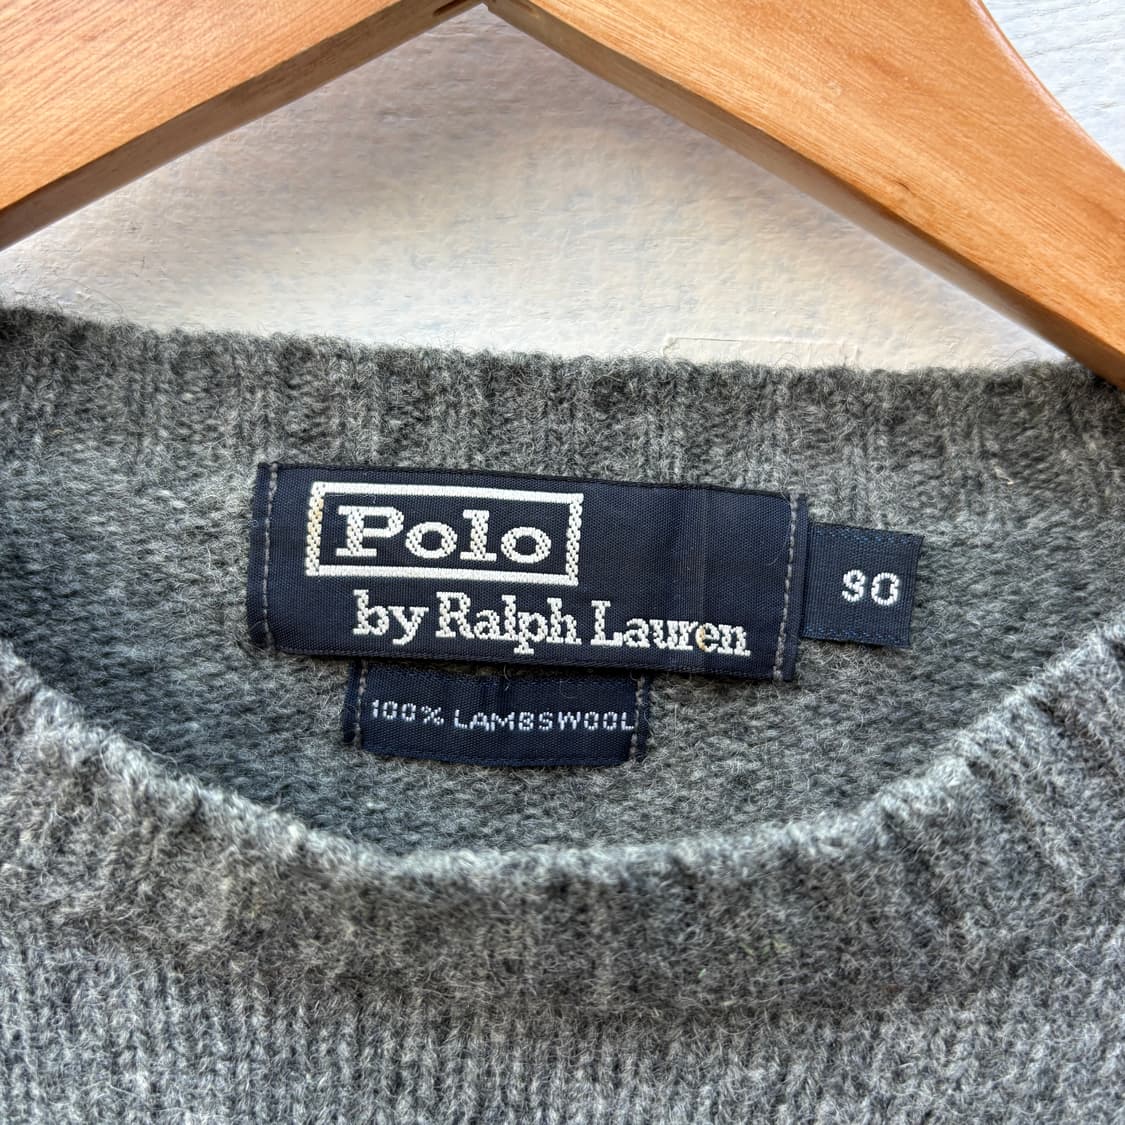 Polo
by Ralph Lauren
90
100% LAMBSWOOL